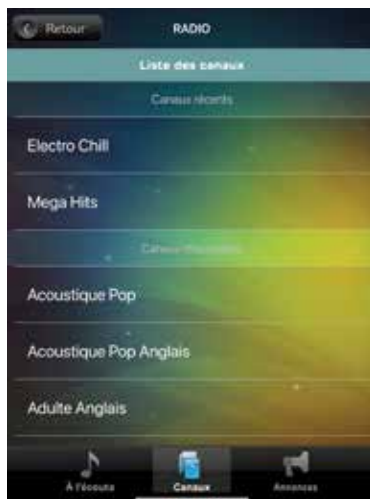 Retour
RADIO
Liste des canaux
Canaux récents
Electro Chill
Mega Hits
Canaux
Acoustique Pop
Acoustique Pop Anglais
Adulte Anglais
À l'écoute
Canaux
Annonces